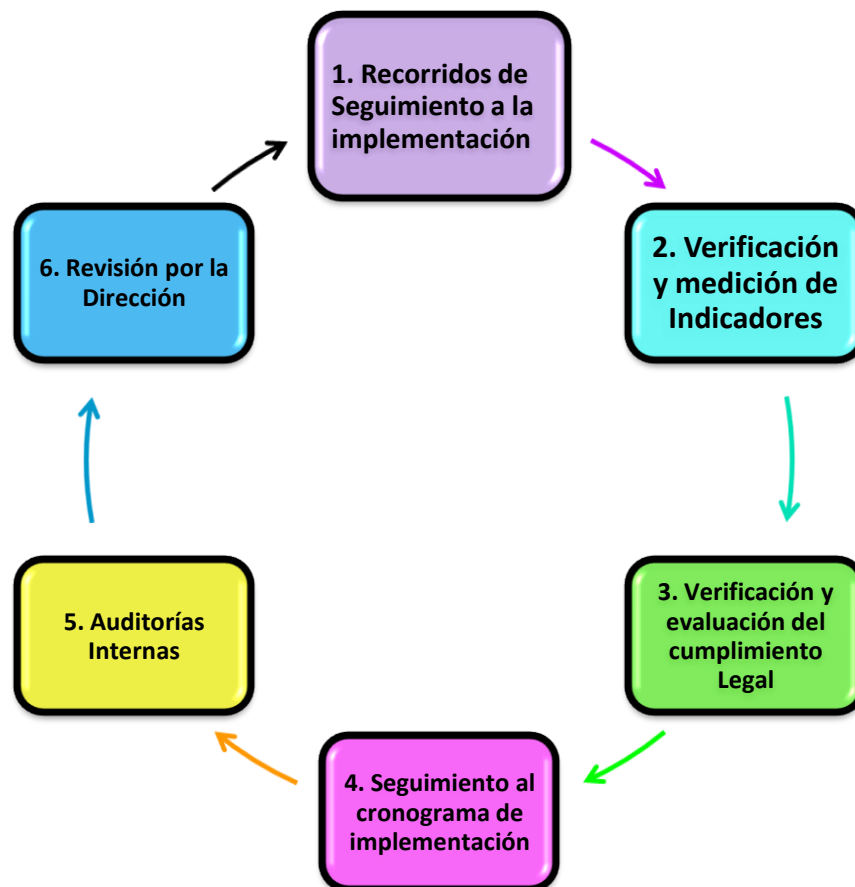 1. Recorridos de
Seguimiento a la
implementación
2. Verificación
y medición de
Indicadores
3. Verificación y
evaluación del
cumplimiento
Legal
4. Seguimiento al
cronograma de
implementación
5. Auditorías
Internas
6. Revisión por la
Dirección